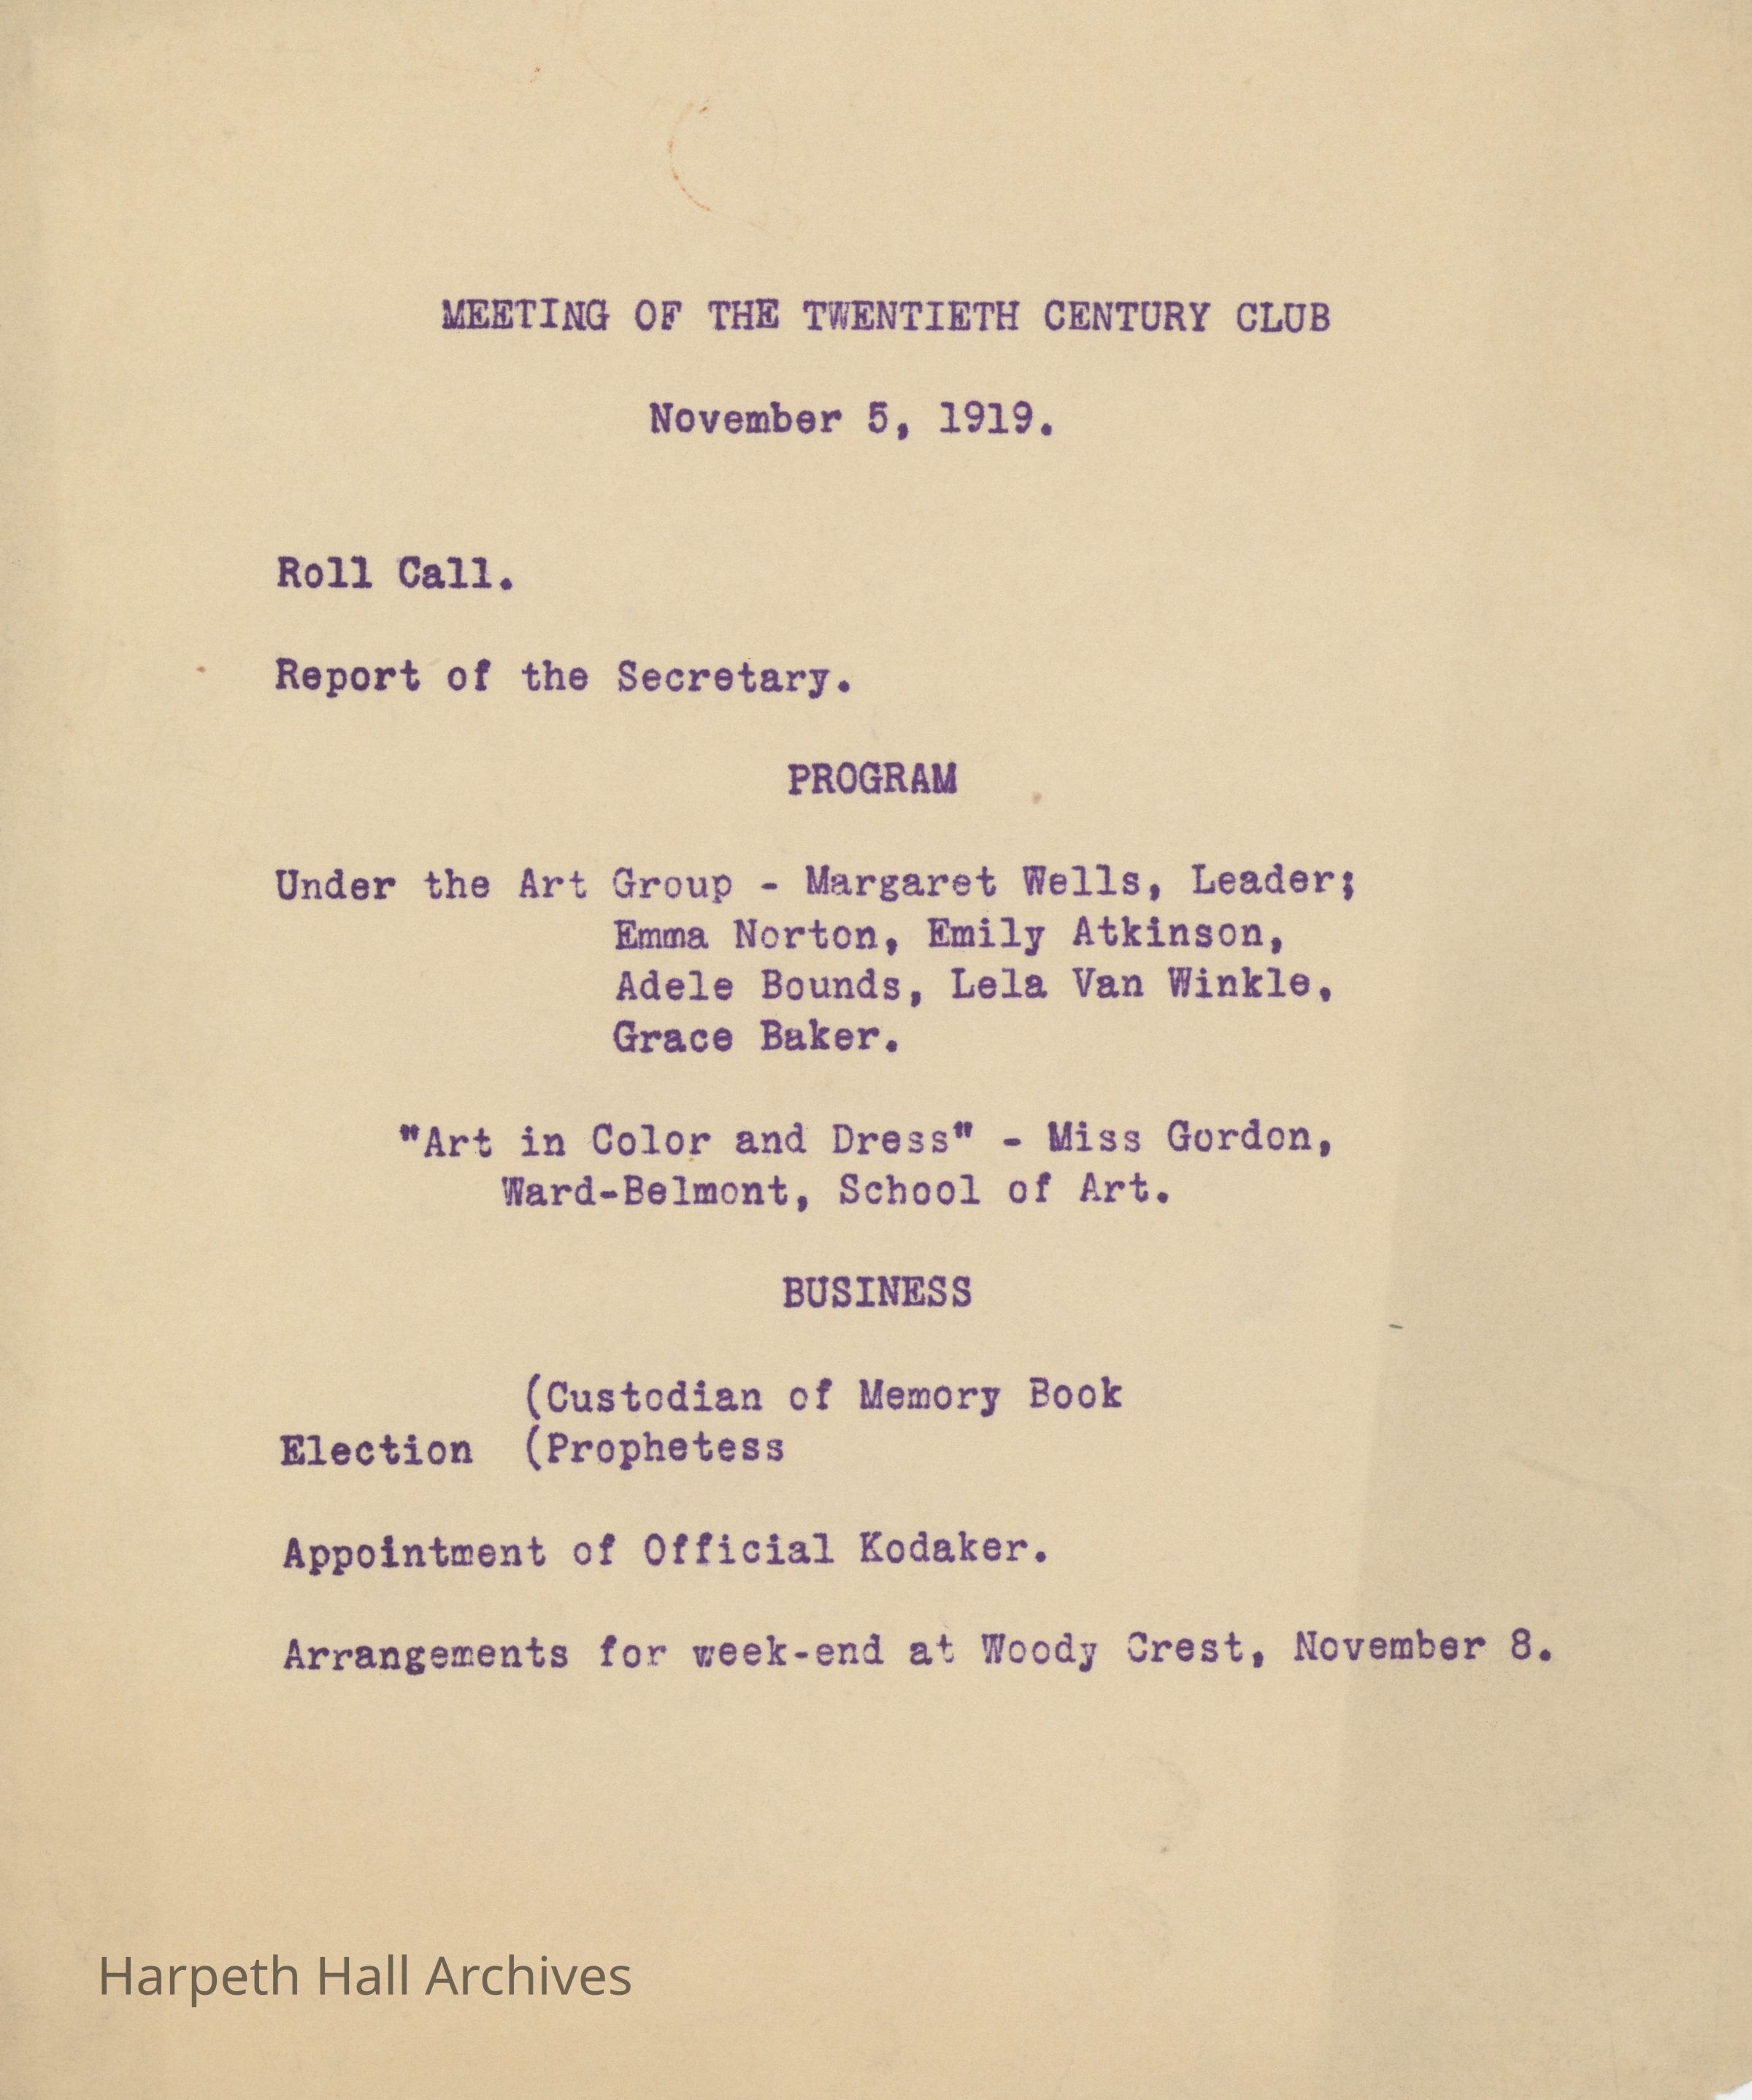 MEETING OF THE TWENTIETH CENTURY CLUB
November 5, 1919.
Roll Call.
Report of the Secretary.
PROGRAM
Under the Art Group - Margaret Wells, Leader;
Emma Norton, Emily Atkinson,
Adele Bounds, Lela Van Winkle,
Grace Baker.
"Art in Color and Dress" - Miss Gordon,
Ward-Belmont, School of Art.
BUSINESS
(Custodian of Memory Book
Election (Prophetess
Appointment of Official Kodaker.
Arrangements for week-end at Woody Crest, November 8.
Harpeth Hall Archives